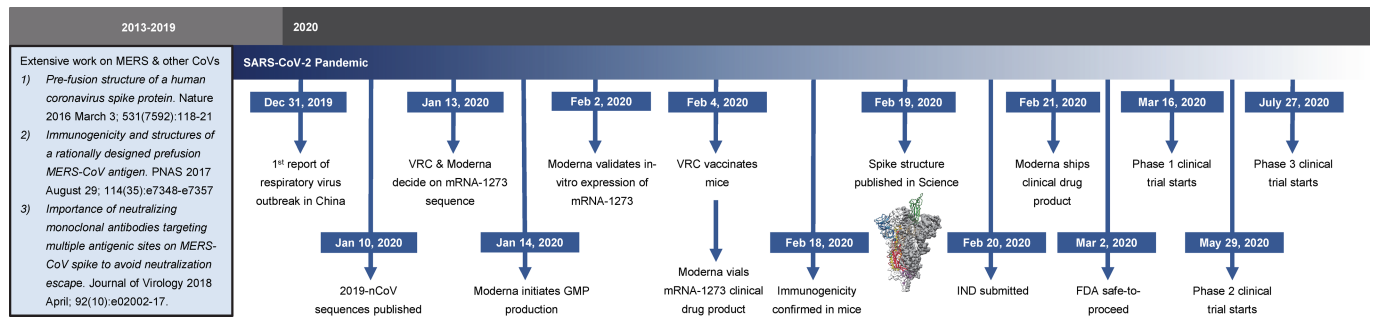 2013-2019
2020
Extensive work on MERS & other CoVs
1) Pre-fusion structure of a human
coronavirus spike protein. Nature
2016 March 3; 531(7592):118-21
2) Immunogenicity and structures of
a rationally designed prefusion
MERS-CoV antigen. PNAS 2017
August 29; 114(35):e7348-e7357
3) Importance of neutralizing
monoclonal antibodies targeting
multiple antigenic sites on MERS-
CoV spike to avoid neutralization
escape. Journal of Virology 2018
April; 92(10):e02002-17.
SARS-CoV-2 Pandemic
Dec 31, 2019
1st report of
respiratory virus
outbreak in China
Jan 10, 2020
2019-nCoV
sequences published
Jan 13, 2020
VRC & Moderna
decide on mRNA-1273
sequence
Jan 14, 2020
Moderna initiates GMP
production
Feb 2, 2020
Moderna validates in-
vitro expression of
mRNA-1273
Feb 4, 2020
VRC vaccinates
mice
Moderna vials
mRNA-1273 clinical
drug product
Feb 18, 2020
Immunogenicity
confirmed in mice
Feb 19, 2020
Spike structure
published in Science
Feb 20, 2020
IND submitted
Feb 21, 2020
Moderna ships
clinical drug
product
Mar 2, 2020
FDA safe-to-
proceed
Mar 16, 2020
Phase 1 clinical
trial starts
May 29, 2020
Phase 2 clinical
trial starts
July 27, 2020
Phase 3 clinical
trial starts